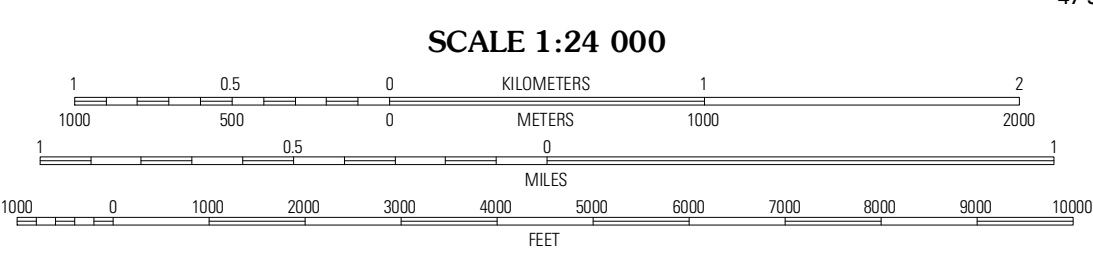 SCALE 1:24 000
1 0.5 0 KILOMETERS 1 2
1000 500 0 METERS 1000 2000
1 0.5 0 1
MILES
1000 0 1000 2000 3000 4000 5000 6000 7000 8000 9000 10000
FEET